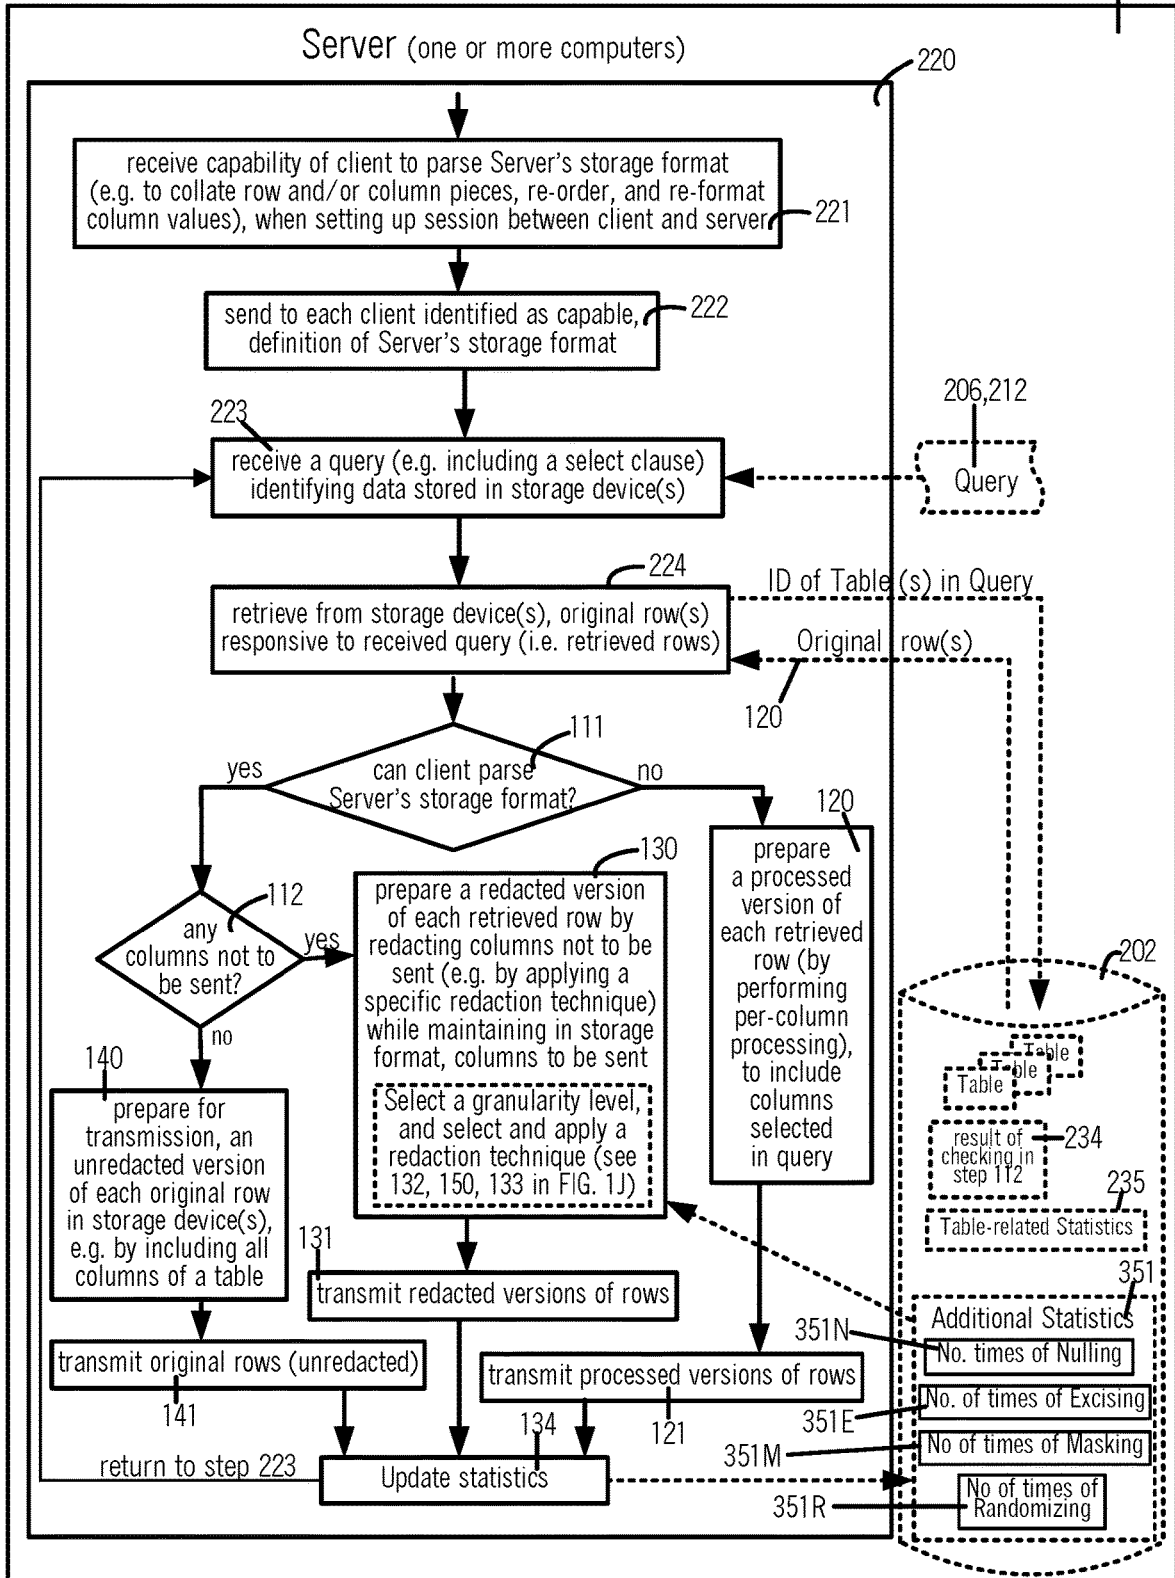 Server (one or more computers)
220
receive capability of client to parse Server's storage format
(e.g. to collate row and/or column pieces, re-order, and re-format
column values), when setting up session between client and server
221
send to each client identified as capable,
definition of Server's storage format
222
223
receive a query (e.g. including a select clause)
identifying data stored in storage device(s)
206,212
Query
224
retrieve from storage device(s), original row(s)
responsive to received query (i.e. retrieved rows)
ID of Table (s) in Query
Original row(s)
120
111
yes
can client parse
Server's storage format?
no
112
any
columns not to
be sent?
yes
no
130
prepare a redacted version
of each retrieved row by
redacting columns not to be
sent (e.g. by applying a
specific redaction technique)
while maintaining in storage
format, columns to be sent
Select a granularity level,
and select and apply a
redaction technique (see
132, 150, 133 in FIG. 1J)
120
prepare
a processed
version of
each retrieved
row (by
performing
per-column
processing),
to include
columns
selected
in query
140
prepare for
transmission, an
unredacted version
of each original row
in storage device(s),
e.g. by including all
columns of a table
131
transmit redacted versions of rows
transmit original rows (unredacted)
141
transmit processed versions of rows
121
134
Update statistics
return to step 223
202
Table
Table
Table
result of
checking in
step 112
234
235
Table-related Statistics
351
Additional Statistics
351N
No. times of Nulling
No. of times of Excising
351E
No of times of Masking
351M
No of times of
Randomizing
351R